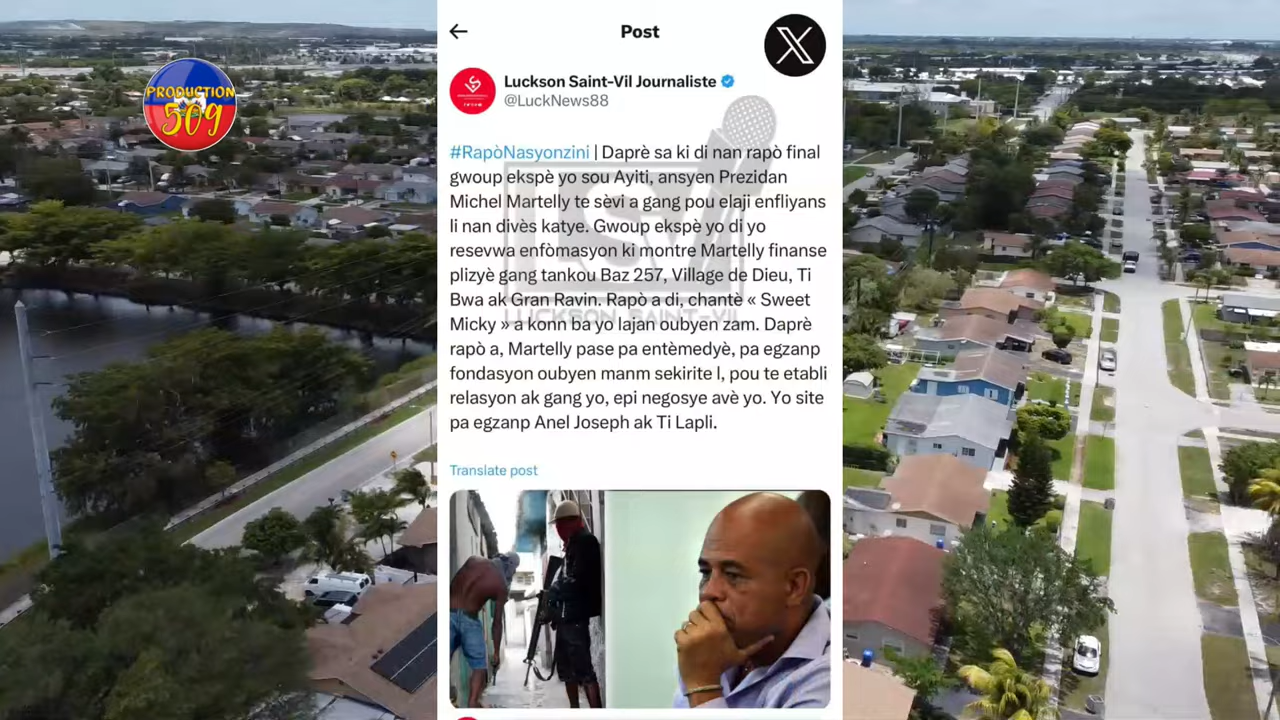 PRODUCTION
509
Post
X
Luckson Saint-Vil Journaliste
@LuckNews88
#RapòNasyonzini | Daprè sa ki di nan rapò final
gwoup ekspè yo sou Ayiti, ansyen Prezidan
Michel Martelly te sèvi a gang pou elaji enfliyans
li nan divès katye. Gwoup ekspè yo di yo
resevwa enfòmasyon ki montre Martelly finanse
plizyè gang tankou Baz 257, Village de Dieu, Ti
Bwa ak Gran Ravin. Rapò a di, chantè « Sweet
Micky » a konn ba yo lajan oubyen zam. Daprè
rapò a, Martelly pase pa entèmedyè, pa egzanp
fondasyon oubyen manm sekirite l, pou te etabli
relasyon ak gang yo, epi negosye avè yo. Yo site
pa egzanp Anel Joseph ak Ti Lapli.
LSV
LUCKSON SAINT-VIL
Translate post